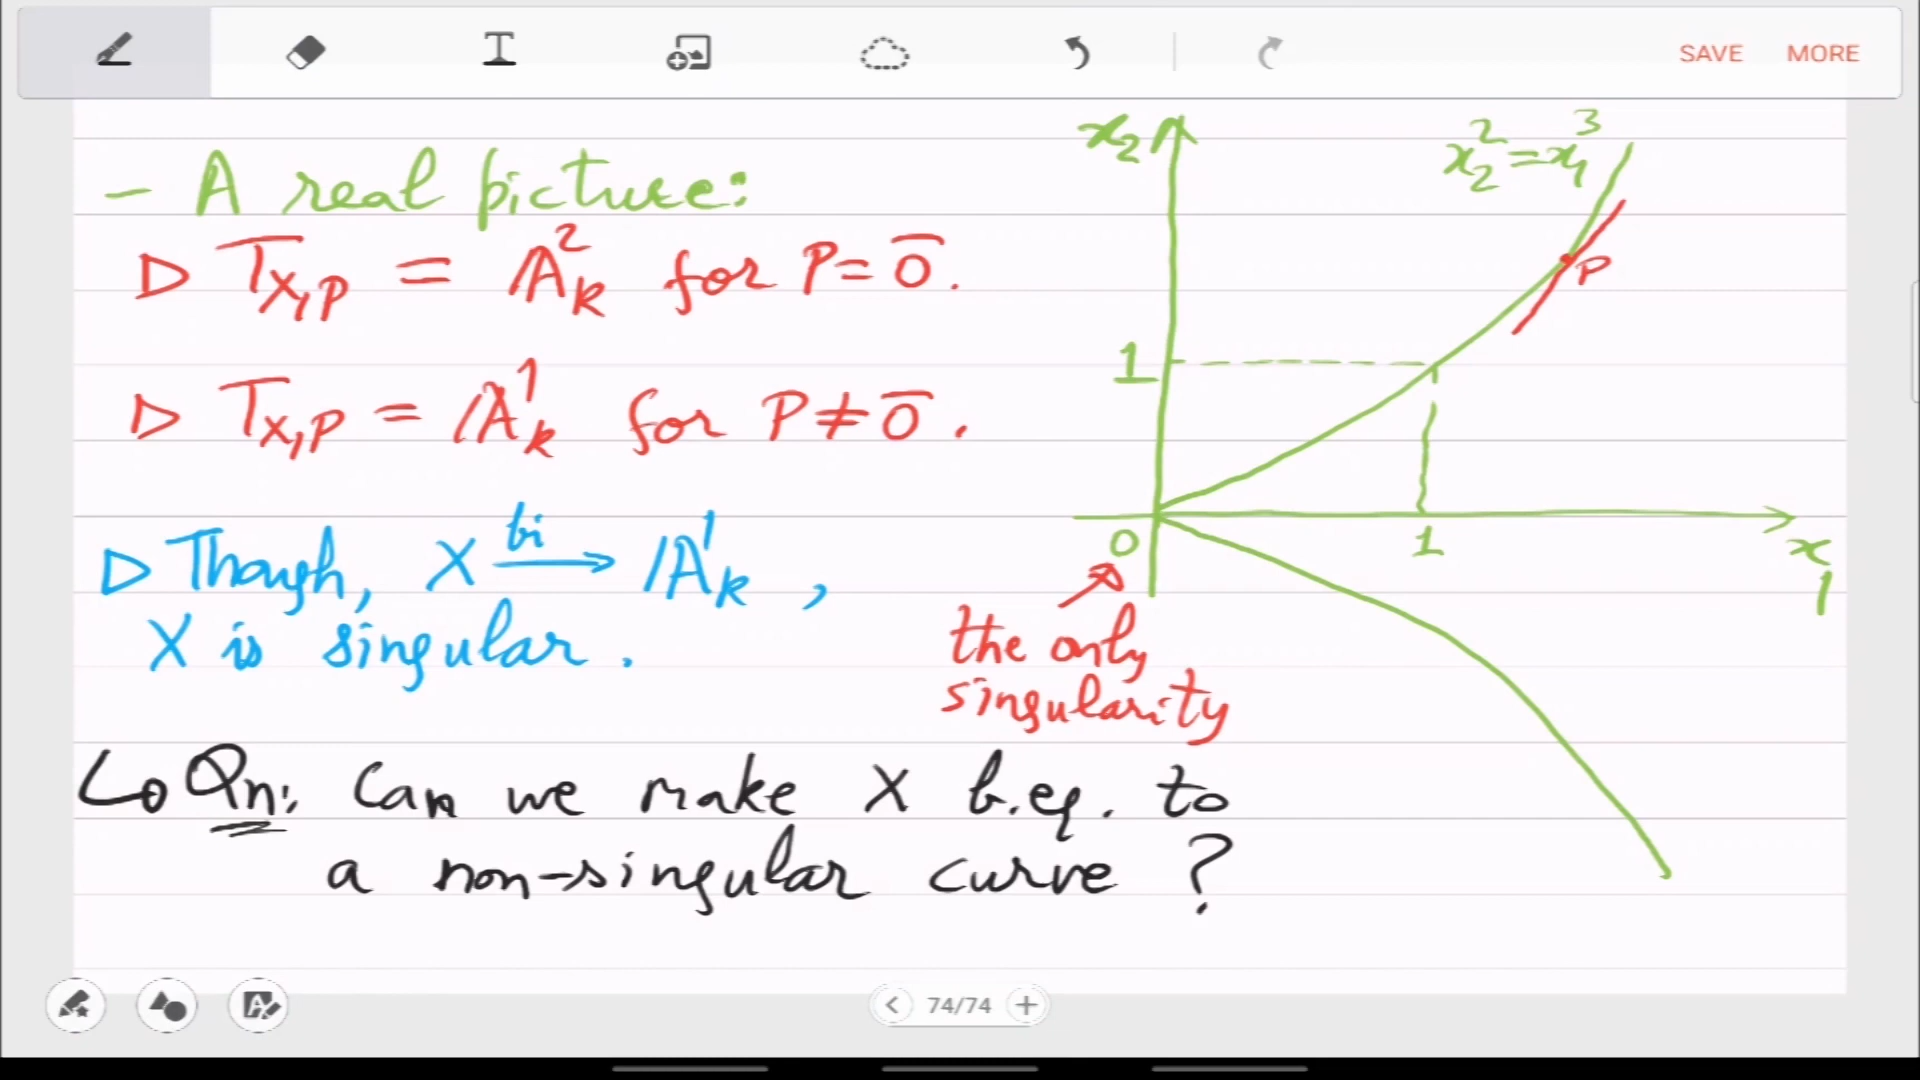 SAVE MORE
- A real picture:
▷ T_{X,P} = 𝔸²_k for P = 0̄.
▷ T_{X,P} = 𝔸¹_k for P ≠ 0̄.
▷ Though, X →^{bi} 𝔸¹_k,
X is singular.
↳ Qn: Can we make X b.eq. to
a non-singular curve?
x₂
x₂² = x₁³
P
1
0
1
x₁
the only
singularity
74/74